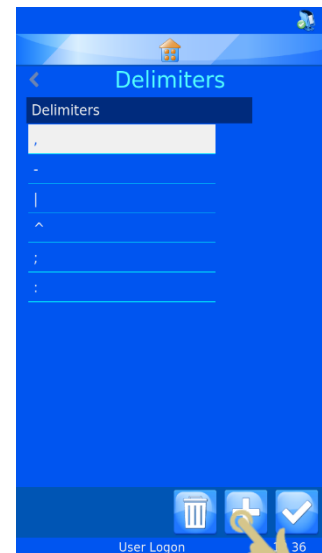 Delimiters
Delimiters
,
-
|
^
;
:
User Logon
36